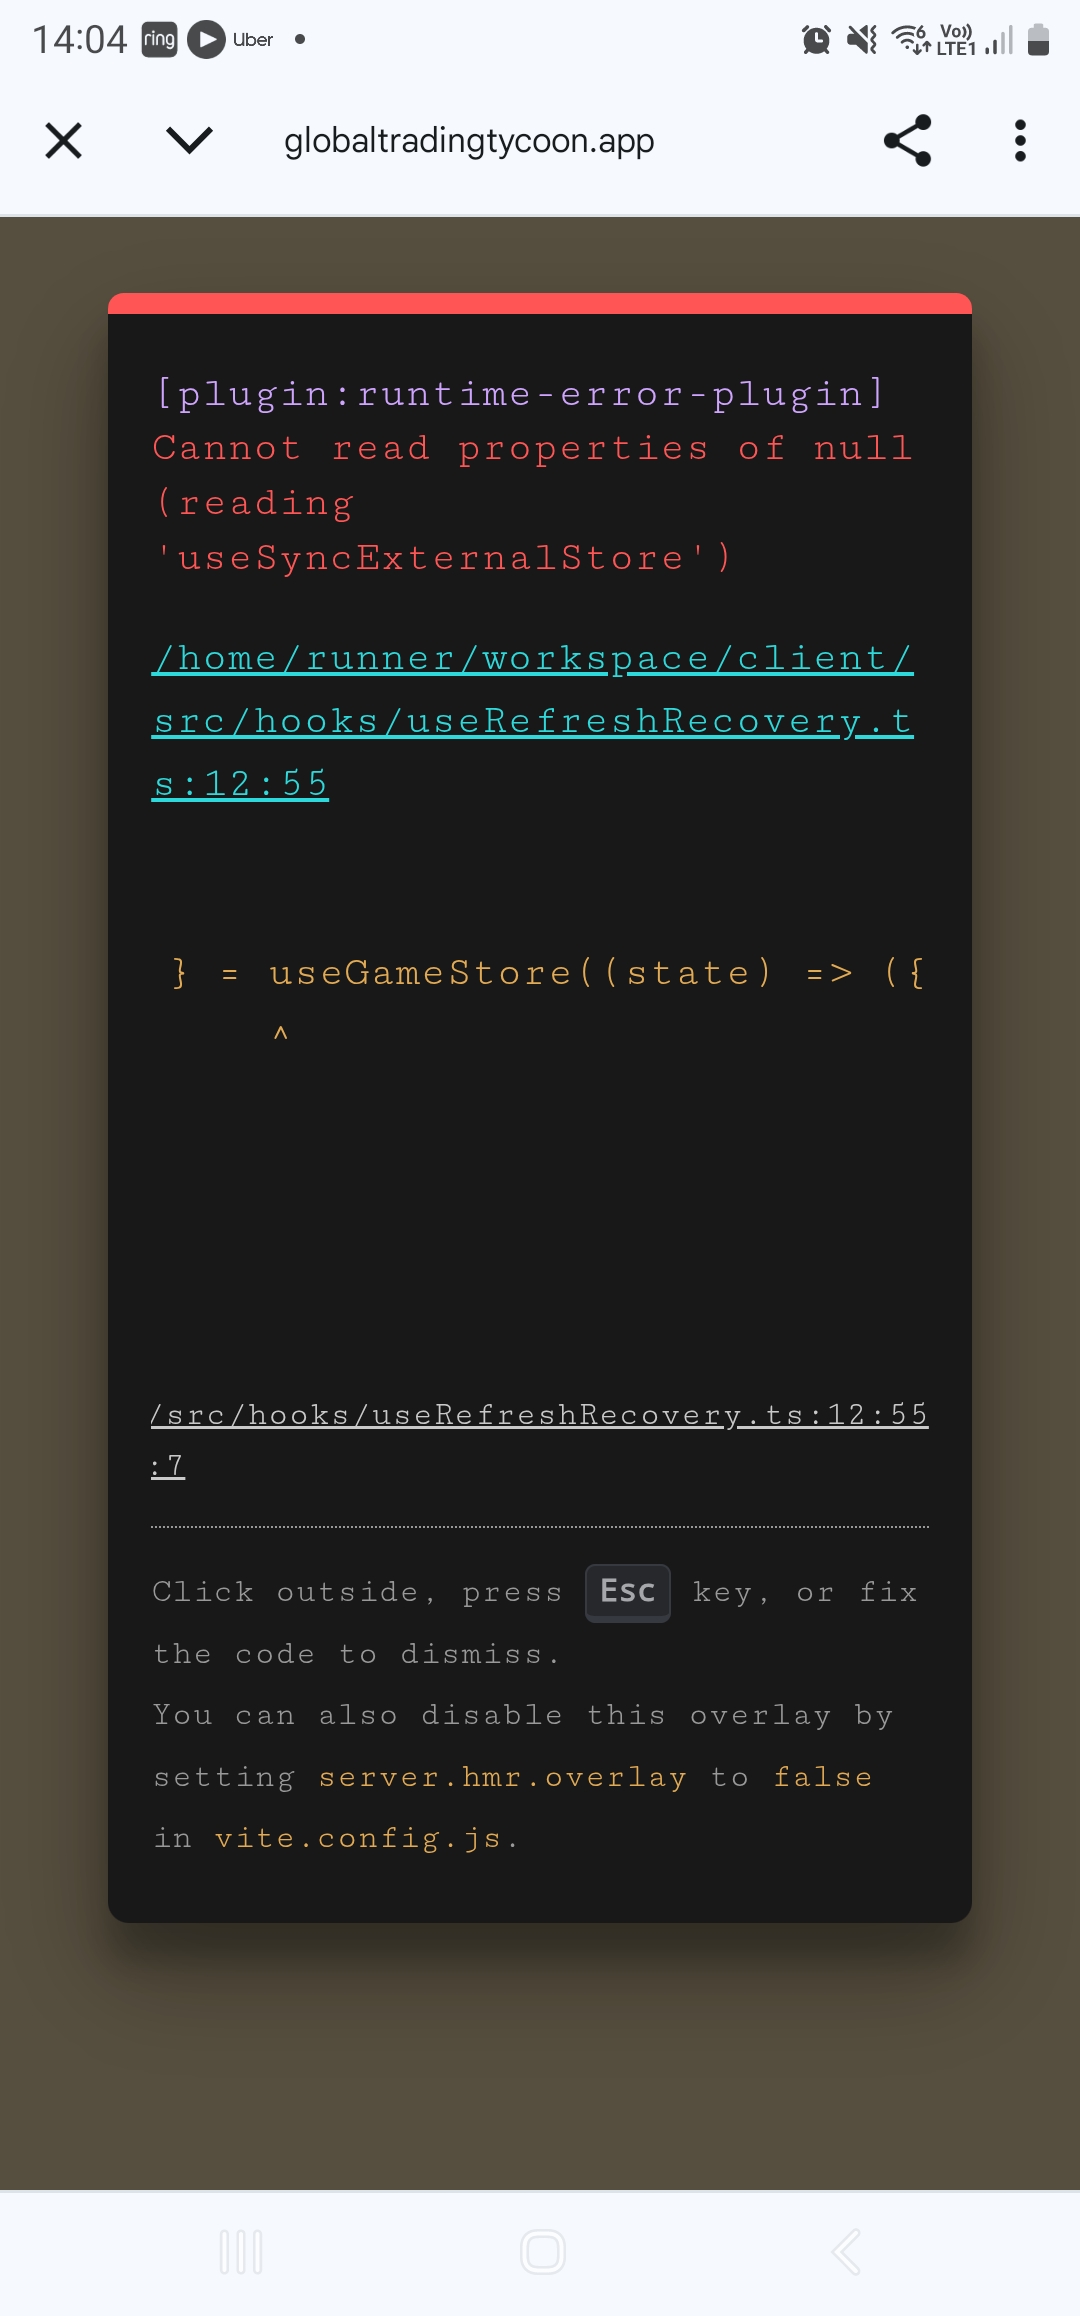 14:04 ring Uber
Vo)) LTE1 6
globaltradingtycoon.app
[plugin:runtime-error-plugin]
Cannot read properties of null
(reading
'useSyncExternalStore')
/home/runner/workspace/client/
src/hooks/useRefreshRecovery.t
s:12:55
} = useGameStore((state) => ({
^
/src/hooks/useRefreshRecovery.ts:12:55
:7
Click outside, press Esc key, or fix
the code to dismiss.
You can also disable this overlay by
setting server.hmr.overlay to false
in vite.config.js.